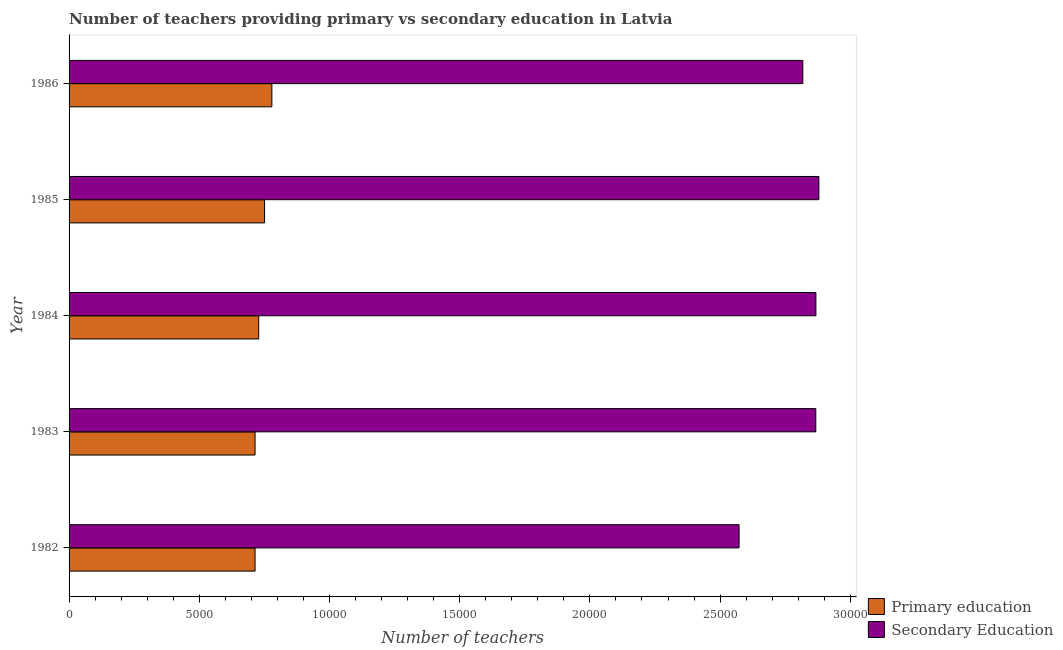 Number of teachers providing primary vs secondary education in Latvia
1986
1985
1984
1983
1982
Year
0
5000
10000
15000
20000
25000
30000
Number of teachers
Primary education
Secondary Education